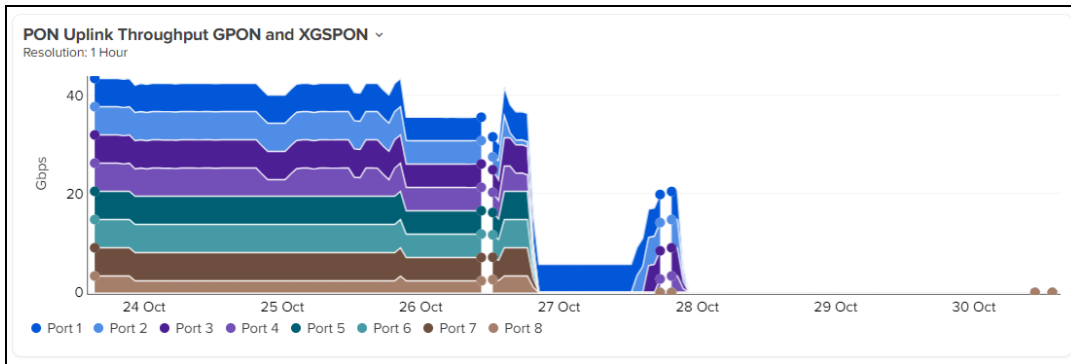 PON Uplink Throughput GPON and XGSPON
Resolution: 1 Hour
40
Gbps
20
0
24 Oct 25 Oct 26 Oct 27 Oct 28 Oct 29 Oct 30 Oct
Port 1 Port 2 Port 3 Port 4 Port 5 Port 6 Port 7 Port 8